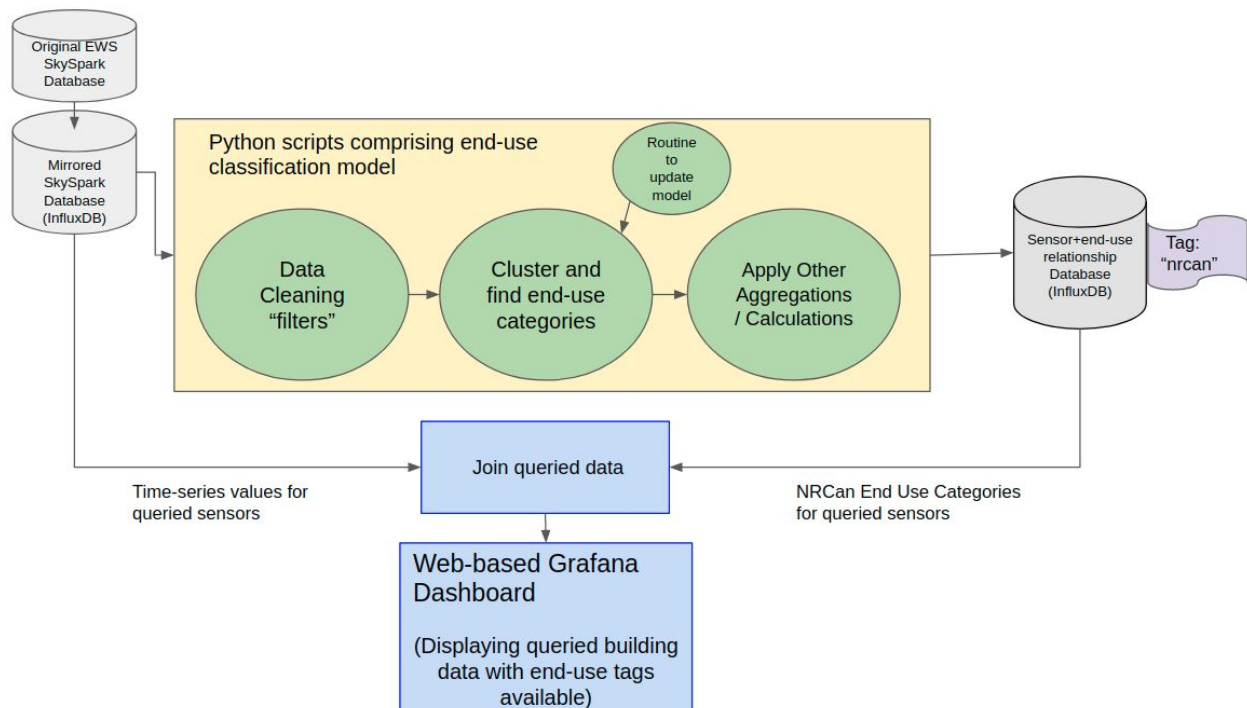 Original EWS
SkySpark
Database
Mirrored
SkySpark
Database
(InfluxDB)
Python scripts comprising end-use
classification model
Routine
to
update
model
Data
Cleaning
“filters”
Cluster and
find end-use
categories
Apply Other
Aggregations
/ Calculations
Sensor+end-use
relationship
Database
(InfluxDB)
Tag:
“nrcan”
Join queried data
Time-series values for
queried sensors
NRCan End Use Categories
for queried sensors
Web-based Grafana
Dashboard
(Displaying queried building
data with end-use tags
available)